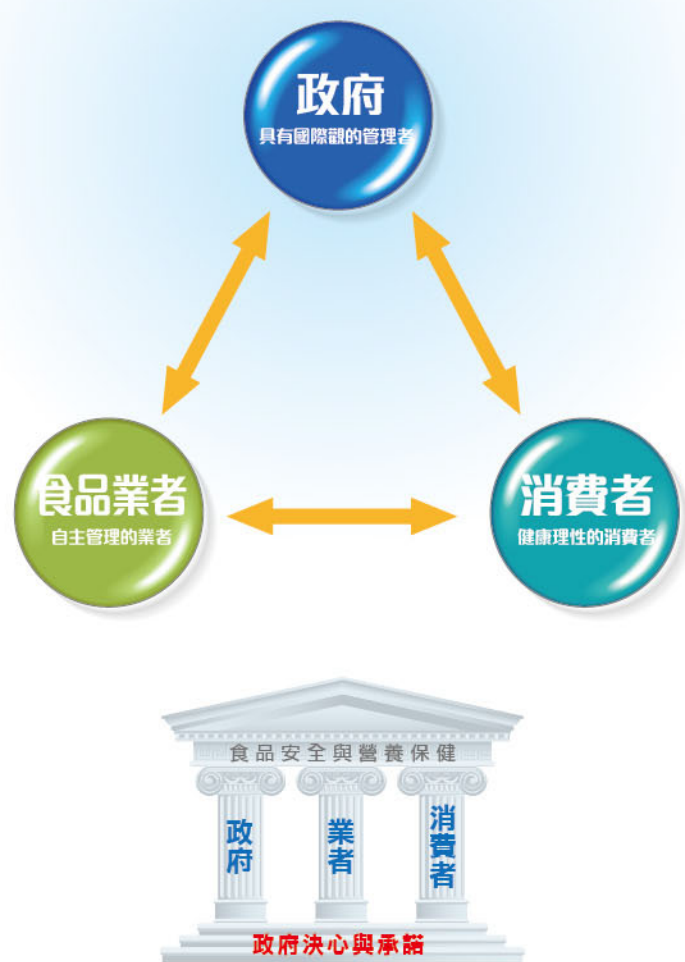 政府
具有國際觀的管理者
食品業者
自主管理的業者
消費者
健康理性的消費者
食品安全與營養保健
政府
業者
消費者
政府決心與承諾